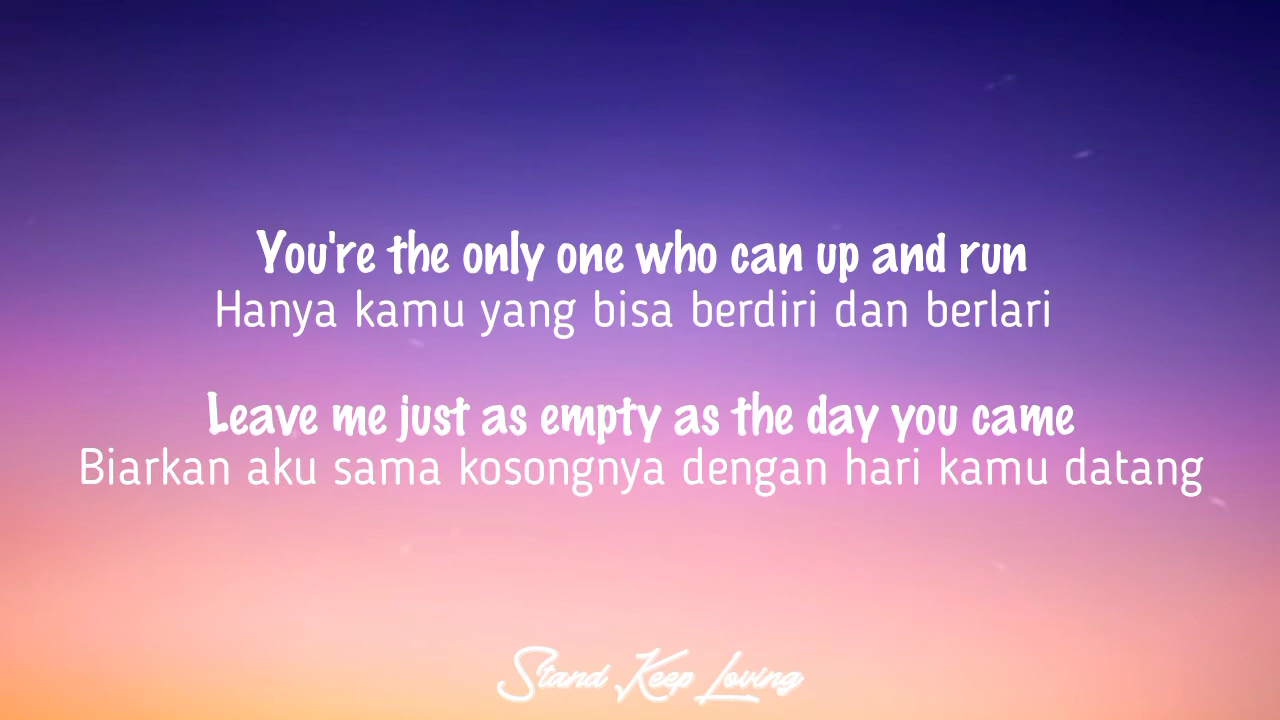 You're the only one who can up and run
Hanya kamu yang bisa berdiri dan berlari
Leave me just as empty as the day you came
Biarkan aku sama kosongnya dengan hari kamu datang
Stand Keep Loving